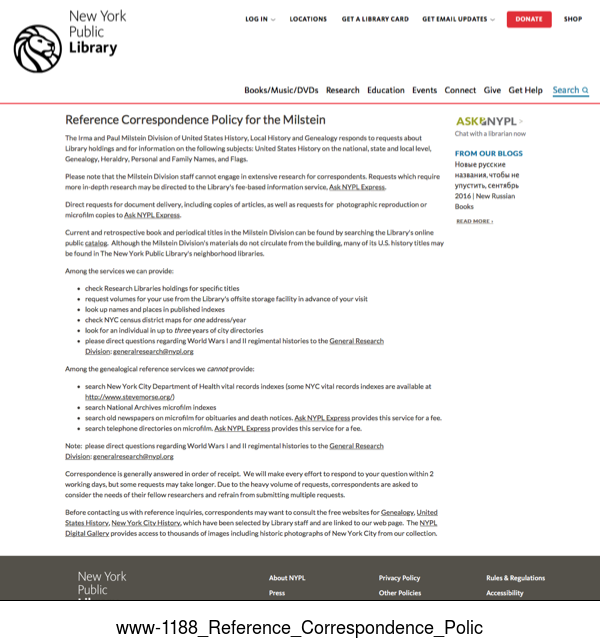 New York
Public
Library
LOG IN
LOCATIONS
GET A LIBRARY CARD
GET EMAIL UPDATES
DONATE
SHOP
Books/Music/DVDs Research Education Events Connect Give Get Help Search
Reference Correspondence Policy for the Milstein
The Irma and Paul Milstein Division of United States History, Local History and Genealogy responds to requests about
Library holdings and for information on the following subjects: United States History on the national, state and local level,
Genealogy, Heraldry, Personal and Family Names, and Flags.
Please note that the Milstein Division staff cannot engage in extensive research for correspondents. Requests which require
more in-depth research may be directed to the Library's fee-based information service, Ask NYPL Express.
Direct requests for document delivery, including copies of articles, as well as requests for photographic reproduction or
microfilm copies to Ask NYPL Express.
Current and retrospective book and periodical titles in the Milstein Division can be found by searching the Library's online
public catalog. Although the Milstein Division's materials do not circulate from the building, many of its U.S. history titles may
be found in The New York Public Library's neighborhood libraries.
Among the services we can provide:
• check Research Libraries holdings for specific titles
• request volumes for your use from the Library's offsite storage facility in advance of your visit
• look up names and places in published indexes
• check NYC census district maps for one address/year
• look for an individual in up to three years of city directories
• please direct questions regarding World Wars I and II regimental histories to the General Research
Division: generalresearch@nypl.org
Among the genealogical reference services we cannot provide:
• search New York City Department of Health vital records indexes (some NYC vital records indexes are available at
http://www.stevemorse.org/)
• search National Archives microfilm indexes
• search old newspapers on microfilm for obituaries and death notices. Ask NYPL Express provides this service for a fee.
• search telephone directories on microfilm. Ask NYPL Express provides this service for a fee.
Note: please direct questions regarding World Wars I and II regimental histories to the General Research
Division: generalresearch@nypl.org
Correspondence is generally answered in order of receipt. We will make every effort to respond to your question within 2
working days, but some requests may take longer. Due to the heavy volume of requests, correspondents are asked to
consider the needs of their fellow researchers and refrain from submitting multiple requests.
Before contacting us with reference inquiries, correspondents may want to consult the free websites for Genealogy, United
States History, New York City History, which have been selected by Library staff and are linked to our web page. The NYPL
Digital Gallery provides access to thousands of images including historic photographs of New York City from our collection.
ASK NYPL >
Chat with a librarian now
FROM OUR BLOGS
Новые русские
названия, чтобы не
упустить, сентябрь
2016 | New Russian
Books
READ MORE ›
New York
Public
About NYPL
Privacy Policy
Rules & Regulations
Press
Other Policies
Accessibility
www-1188_Reference_Correspondence_Polic